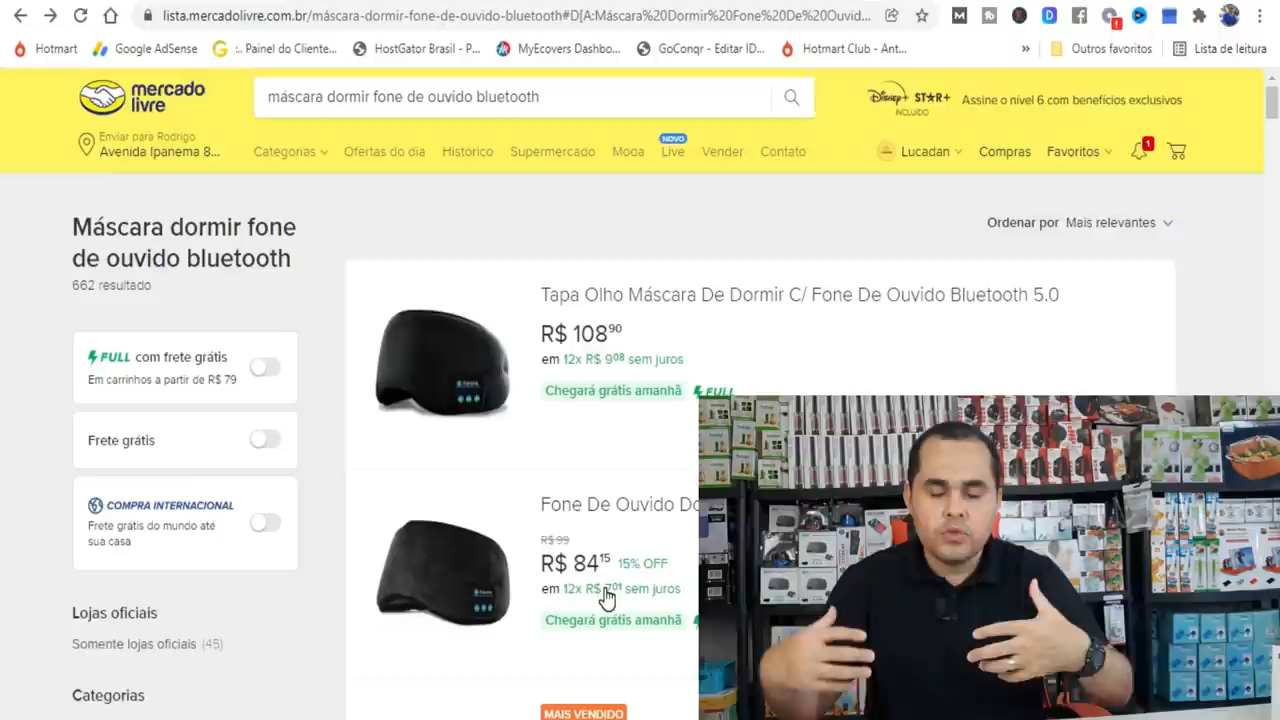 lista.mercadolivre.com.br/máscara-dormir-fone-de-ouvido-bluetooth#D[A:Máscara%20Dormir%20Fone%20De%20Ouvid...
Hotmart
Google AdSense
:. Painel do Cliente...
HostGator Brasil - P...
MyEcovers Dashbo...
GoConqr - Editar ID...
Hotmart Club - Ant...
»
Outros favoritos
Lista de leitura
mercado
livre
máscara dormir fone de ouvido bluetooth
Disney+ STAR+
INCLUÍDO
Assine o nível 6 com benefícios exclusivos
Enviar para Rodrigo
Avenida Ipanema 8...
NOVO
Categorias Ofertas do dia Histórico Supermercado Moda Live Vender Contato
Lucadan Compras Favoritos 1
Máscara dormir fone
de ouvido bluetooth
662 resultado
Ordenar por Mais relevantes
FULL com frete grátis
Em carrinhos a partir de R$ 79
Frete grátis
COMPRA INTERNACIONAL
Frete grátis do mundo até
sua casa
Lojas oficiais
Somente lojas oficiais (45)
Categorias
Tapa Olho Máscara De Dormir C/ Fone De Ouvido Bluetooth 5.0
R$ 108 90
em 12x R$ 9 08 sem juros
Chegará grátis amanhã FULL
Fone De Ouvido Do
R$ 99
R$ 84 15 15% OFF
em 12x R$ 7 01 sem juros
Chegará grátis amanhã
MAIS VENDIDO